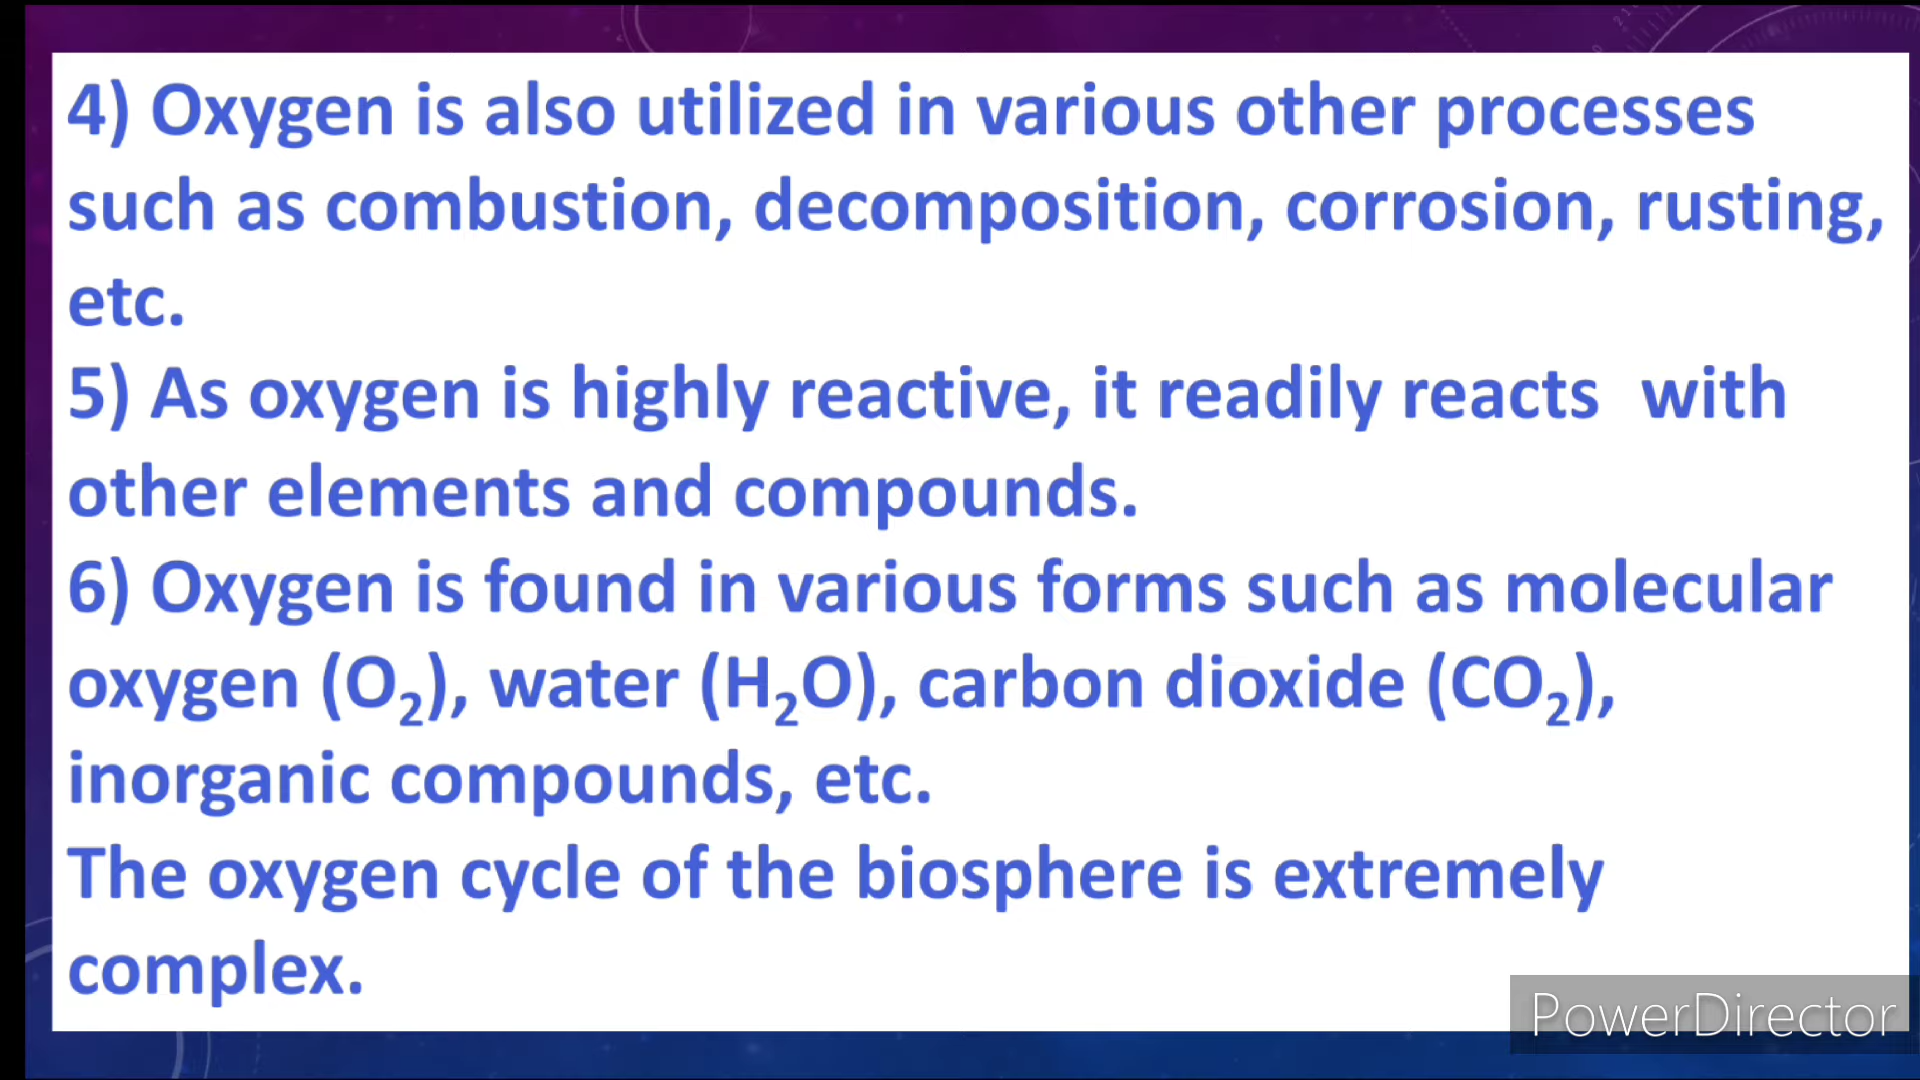 4) Oxygen is also utilized in various other processes
such as combustion, decomposition, corrosion, rusting,
etc.
5) As oxygen is highly reactive, it readily reacts  with
other elements and compounds.
6) Oxygen is found in various forms such as molecular
oxygen (O₂), water (H₂O), carbon dioxide (CO₂),
inorganic compounds, etc.
The oxygen cycle of the biosphere is extremely
complex.
PowerDirector